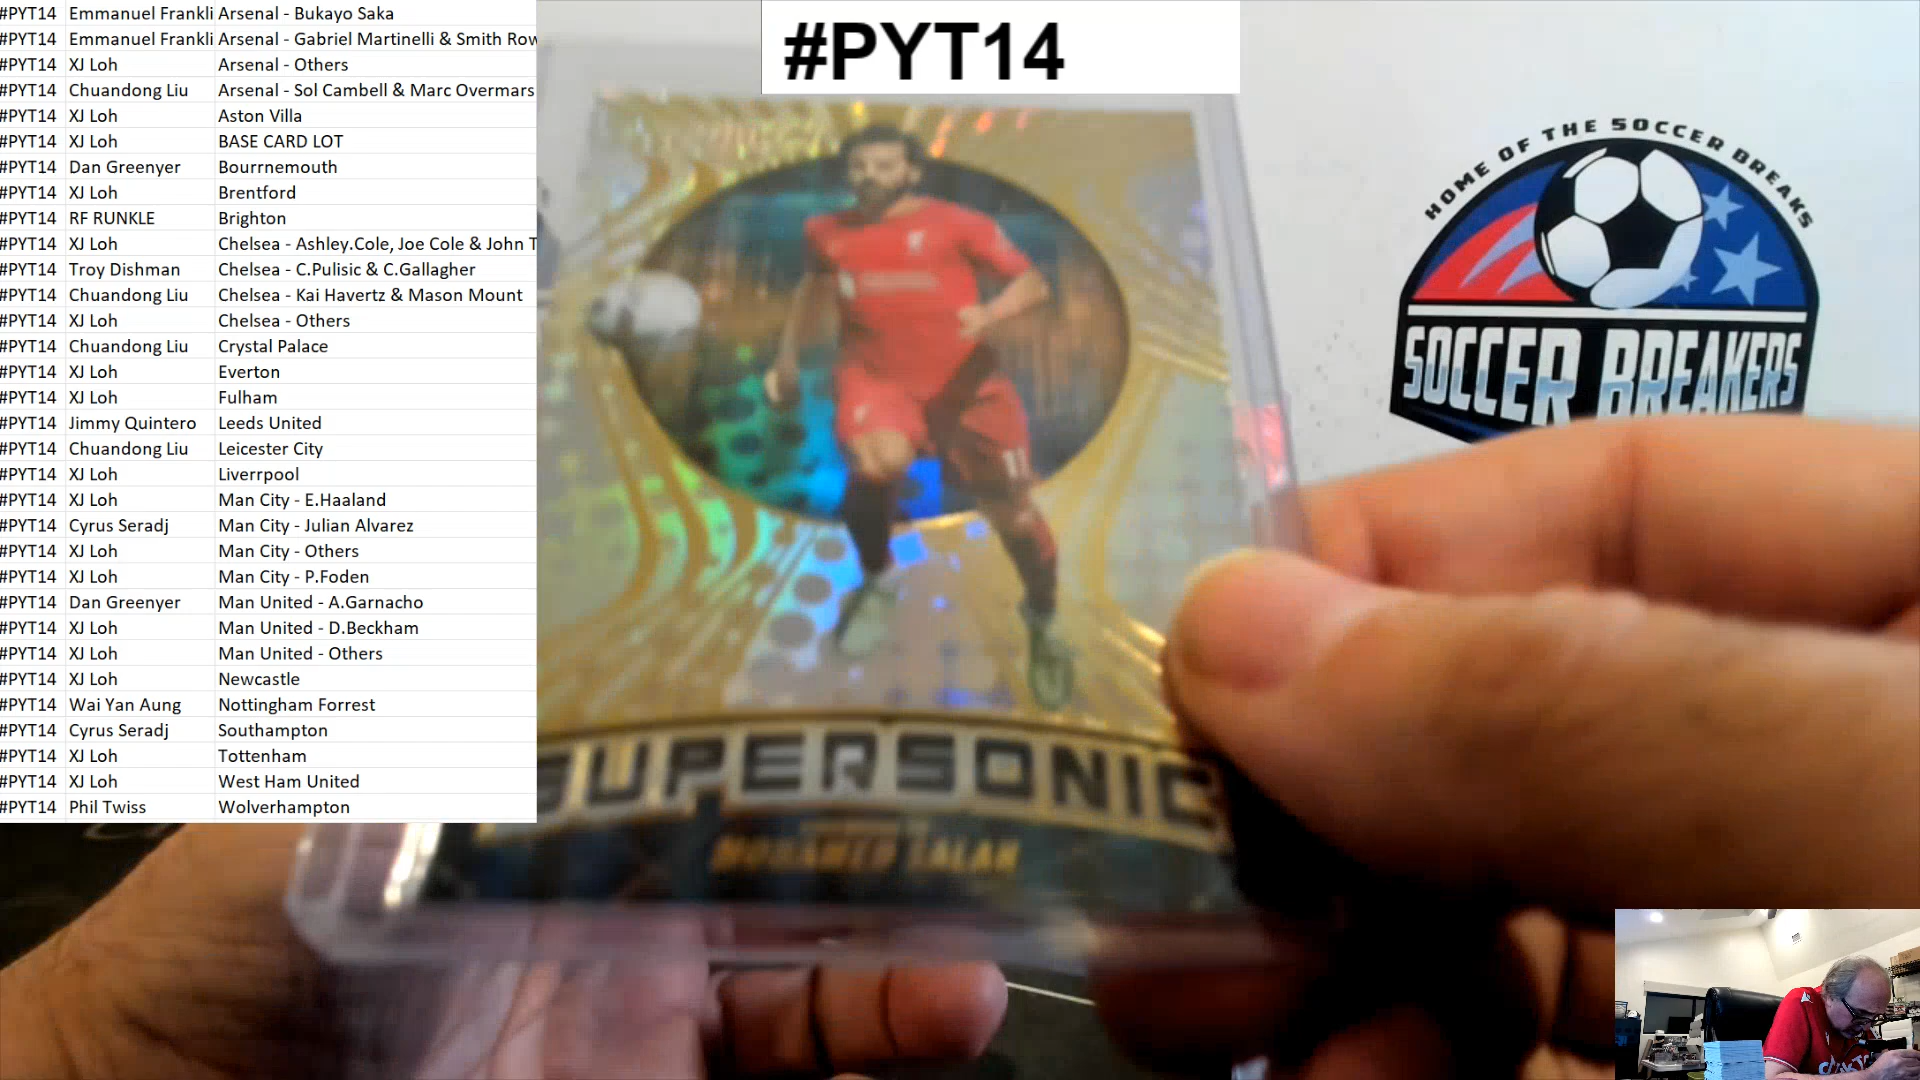 #PYT14 Emmanuel Frankli Arsenal - Bukayo Saka
#PYT14 Emmanuel Frankli Arsenal - Gabriel Martinelli & Smith Row
#PYT14 XJ Loh Arsenal - Others
#PYT14 Chuandong Liu Arsenal - Sol Cambell & Marc Overmars
#PYT14 XJ Loh Aston Villa
#PYT14 XJ Loh BASE CARD LOT
#PYT14 Dan Greenyer Bourrnemouth
#PYT14 XJ Loh Brentford
#PYT14 RF RUNKLE Brighton
#PYT14 XJ Loh Chelsea - Ashley.Cole, Joe Cole & John T
#PYT14 Troy Dishman Chelsea - C.Pulisic & C.Gallagher
#PYT14 Chuandong Liu Chelsea - Kai Havertz & Mason Mount
#PYT14 XJ Loh Chelsea - Others
#PYT14 Chuandong Liu Crystal Palace
#PYT14 XJ Loh Everton
#PYT14 XJ Loh Fulham
#PYT14 Jimmy Quintero Leeds United
#PYT14 Chuandong Liu Leicester City
#PYT14 XJ Loh Liverrpool
#PYT14 XJ Loh Man City - E.Haaland
#PYT14 Cyrus Seradj Man City - Julian Alvarez
#PYT14 XJ Loh Man City - Others
#PYT14 XJ Loh Man City - P.Foden
#PYT14 Dan Greenyer Man United - A.Garnacho
#PYT14 XJ Loh Man United - D.Beckham
#PYT14 XJ Loh Man United - Others
#PYT14 XJ Loh Newcastle
#PYT14 Wai Yan Aung Nottingham Forrest
#PYT14 Cyrus Seradj Southampton
#PYT14 XJ Loh Tottenham
#PYT14 XJ Loh West Ham United
#PYT14 Phil Twiss Wolverhampton
#PYT14
HOME OF THE SOCCER BREAKS
SOCCER BREAKERS
11
SUPERSONIC
MOHAMED SALAH